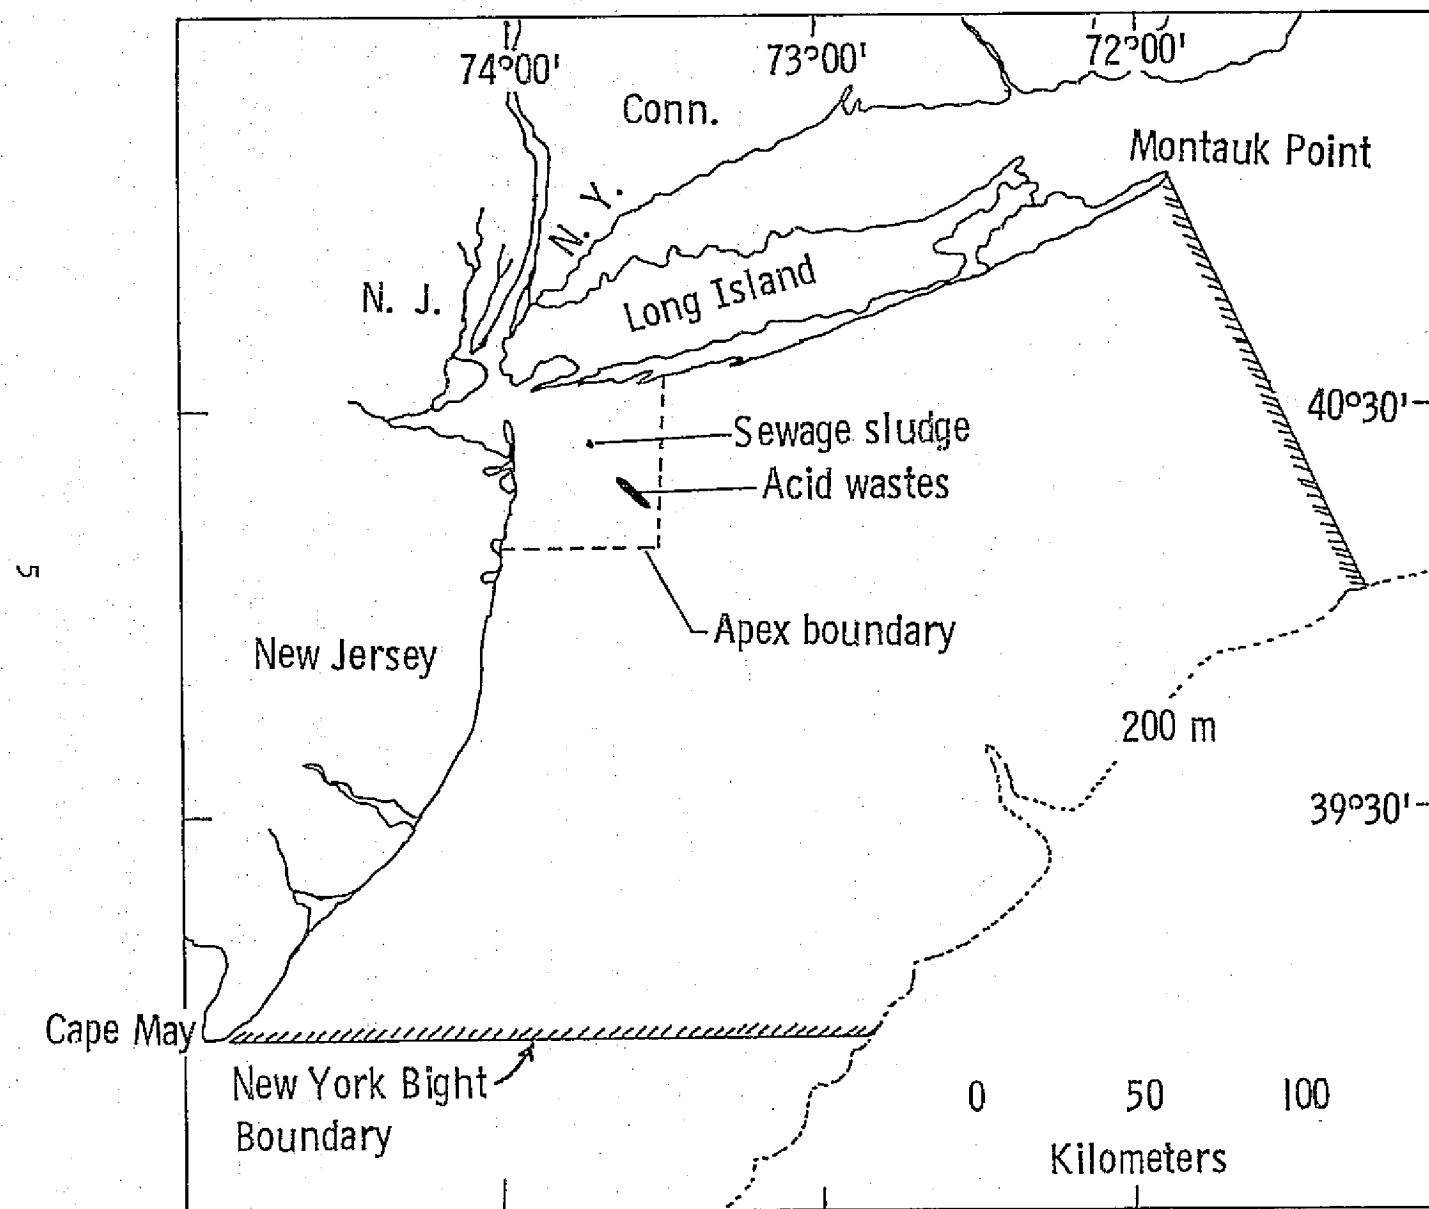 74°00'
73°00'
72°00'
Conn.
Montauk Point
N. Y.
N. J.
Long Island
40°30'
Sewage sludge
Acid wastes
5
Apex boundary
New Jersey
200 m
39°30'
Cape May
New York Bight
Boundary
0 50 100
Kilometers